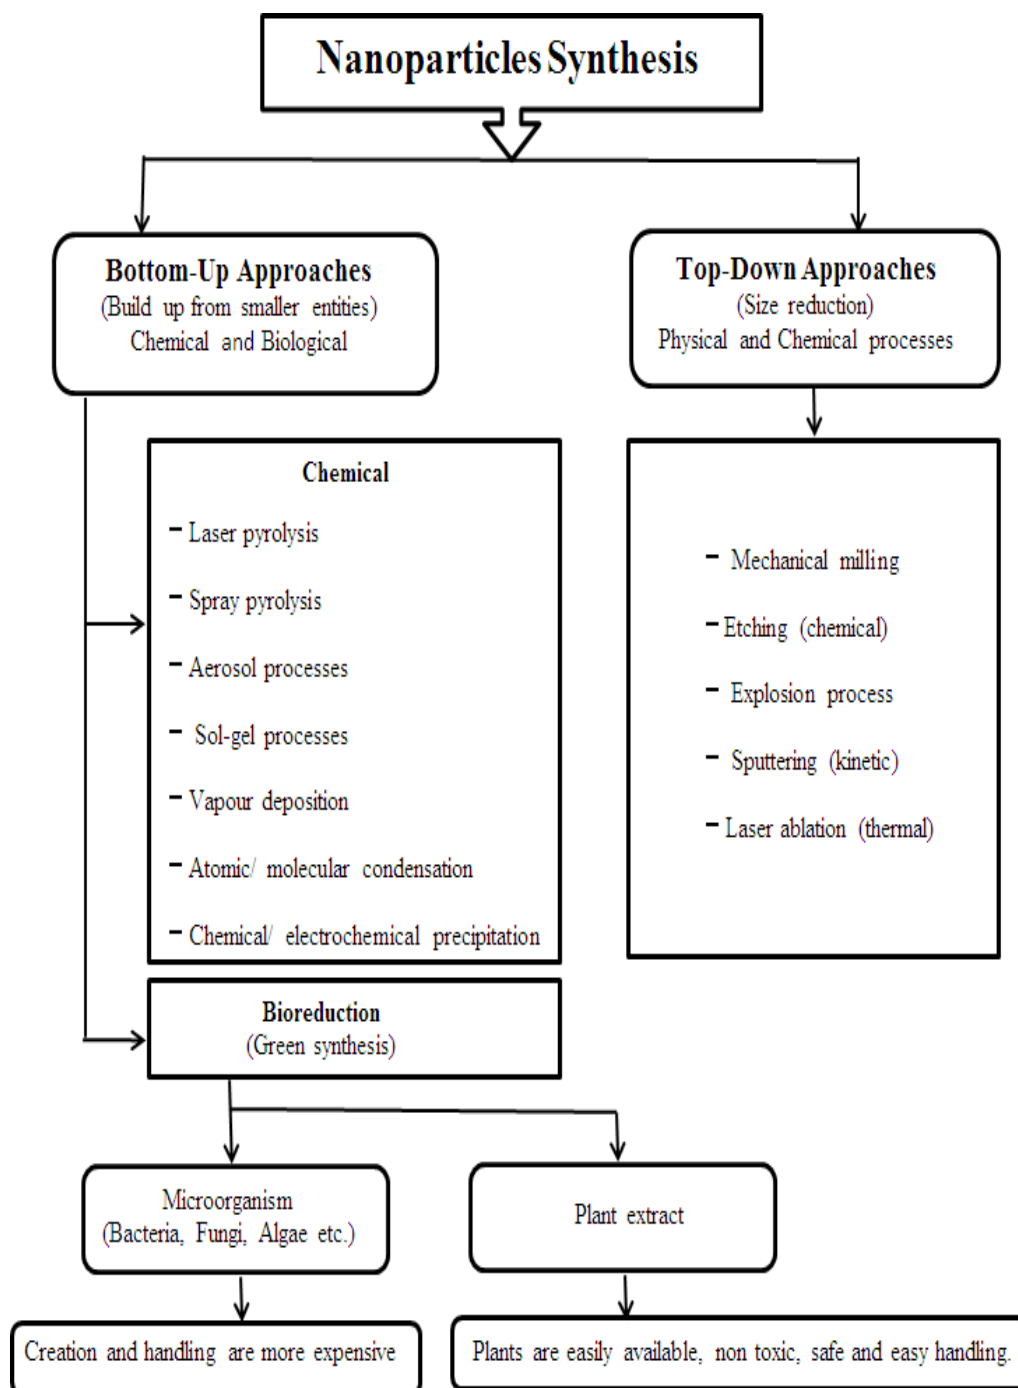 Nanoparticles Synthesis
Bottom-Up Approaches
(Build up from smaller entities)
Chemical and Biological
Top-Down Approaches
(Size reduction)
Physical and Chemical processes
Chemical
- Laser pyrolysis
- Spray pyrolysis
- Aerosol processes
- Sol-gel processes
- Vapour deposition
- Atomic/ molecular condensation
- Chemical/ electrochemical precipitation
- Mechanical milling
- Etching (chemical)
- Explosion process
- Sputtering (kinetic)
- Laser ablation (thermal)
Bioreduction
(Green synthesis)
Microorganism
(Bacteria, Fungi, Algae etc.)
Plant extract
Creation and handling are more expensive
Plants are easily available, non toxic, safe and easy handling.